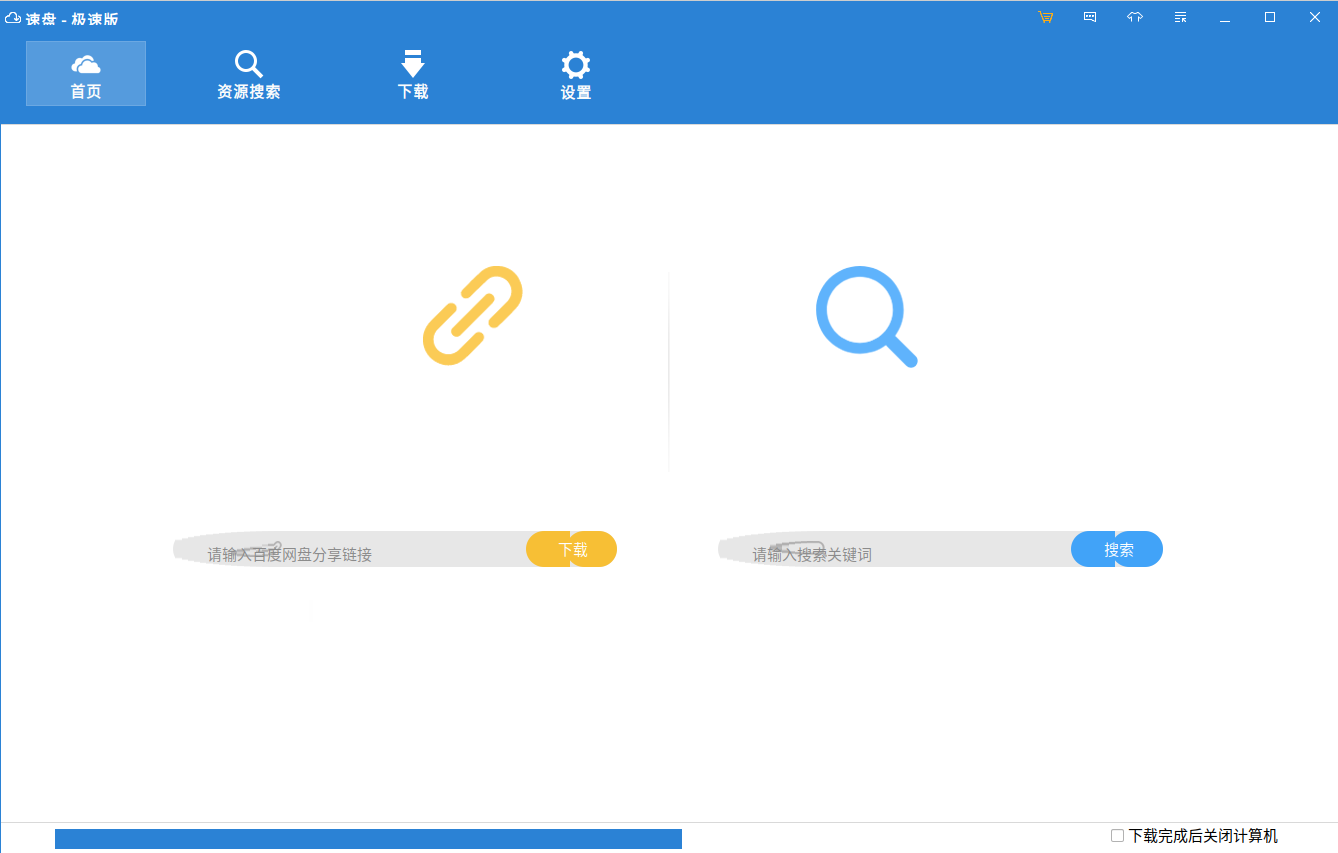 速盘 - 极速版
首页
资源搜索
下载
设置
请输入百度网盘分享链接
下载
请输入搜索关键词
搜索
下载完成后关闭计算机